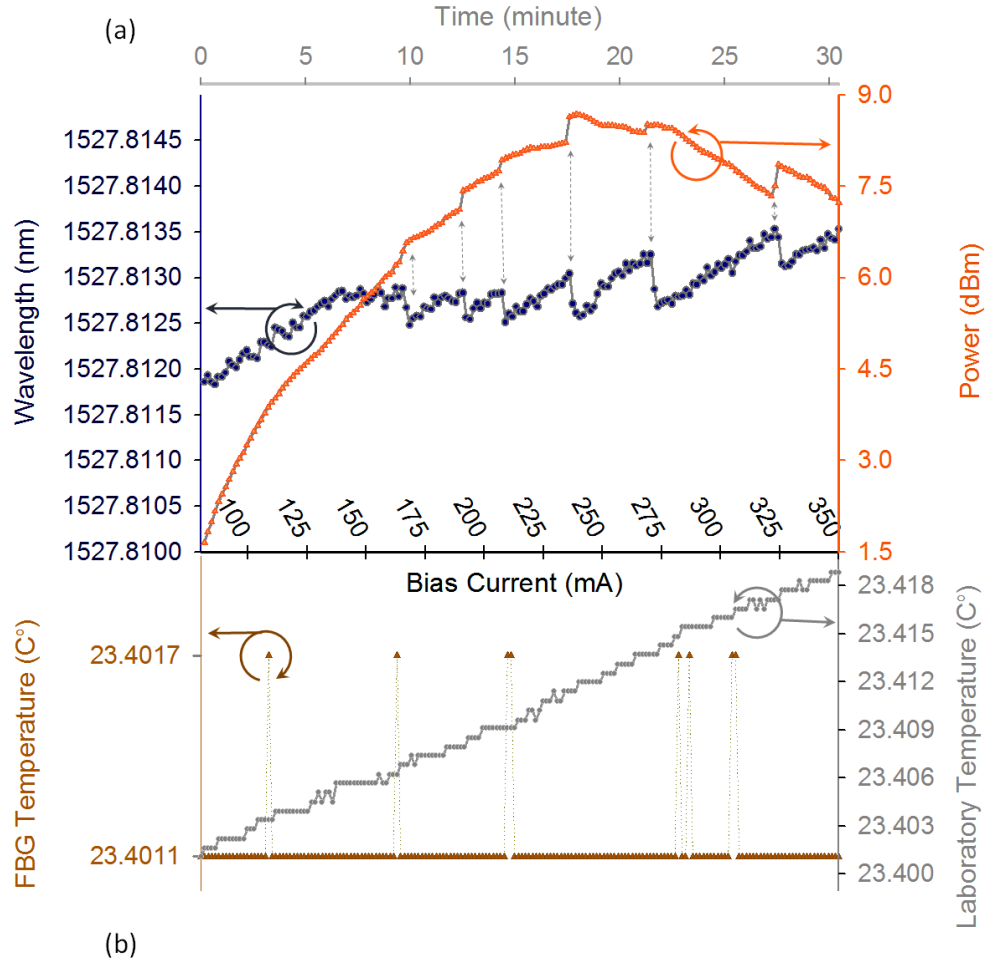 (a)
Time (minute)
0 5 10 15 20 25 30
Wavelength (nm)
1527.8145
1527.8140
1527.8135
1527.8130
1527.8125
1527.8120
1527.8115
1527.8110
1527.8105
1527.8100
9.0
7.5
6.0
4.5
3.0
1.5
Power (dBm)
100 125 150 175 200 225 250 275 300 325 350
Bias Current (mA)
FBG Temperature (C°)
23.4017
23.4011
23.418
23.415
23.412
23.409
23.406
23.403
23.400
Laboratory Temperature (C°)
(b)